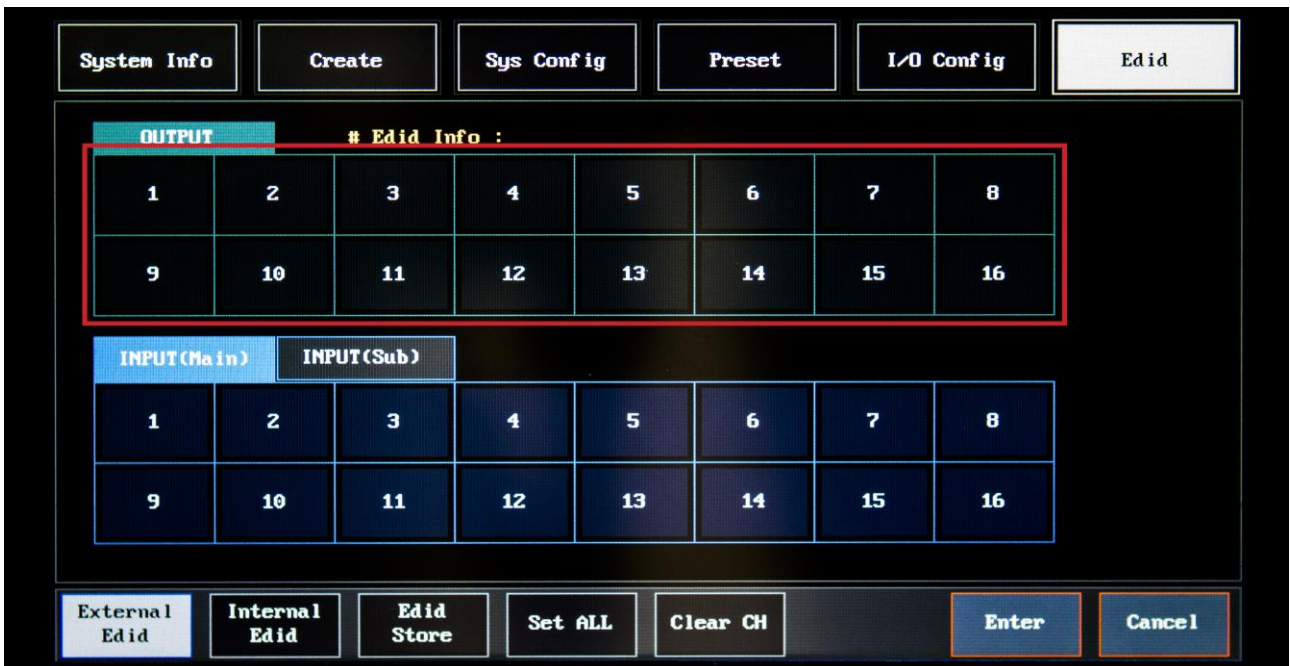 System Info Create Sys Config Preset I/O Config Edid
OUTPUT # Edid Info :
1 2 3 4 5 6 7 8
9 10 11 12 13 14 15 16
INPUT(Main) INPUT(Sub)
1 2 3 4 5 6 7 8
9 10 11 12 13 14 15 16
External Edid Internal Edid Edid Store Set ALL Clear CH Enter Cancel